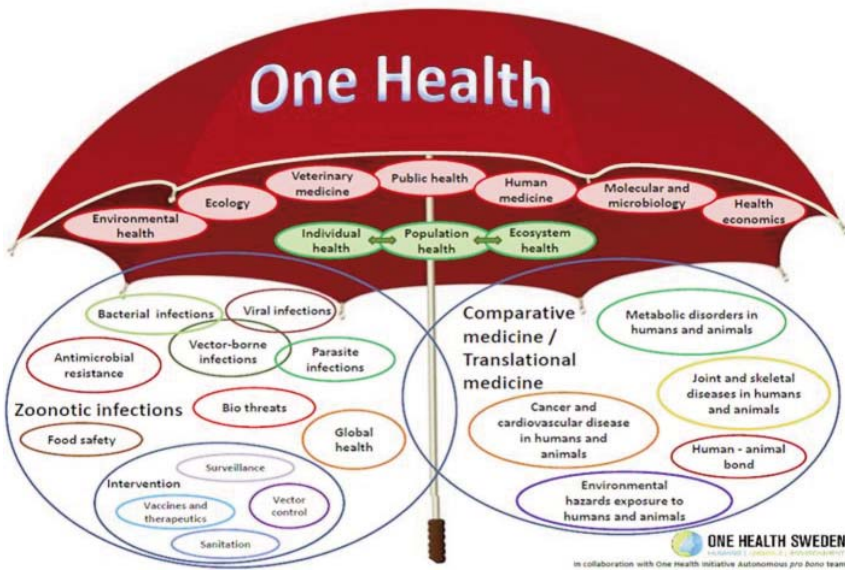 One Health
Environmental
health
Ecology
Veterinary
medicine
Public health
Human
medicine
Molecular and
microbiology
Health
economics
Individual
health
Population
health
Ecosystem
health
Bacterial infections
Viral infections
Vector-borne
infections
Antimicrobial
resistance
Parasite
infections
Zoonotic infections
Bio threats
Food safety
Global
health
Intervention
Surveillance
Vaccines and
therapeutics
Vector
control
Sanitation
Comparative
medicine /
Translational
medicine
Metabolic disorders in
humans and animals
Joint and skeletal
diseases in humans
and animals
Cancer and
cardiovascular disease
in humans and
animals
Human - animal
bond
Environmental
hazards exposure to
humans and animals
ONE HEALTH SWEDEN
In collaboration with One Health Initiative Autonomous pro bono team